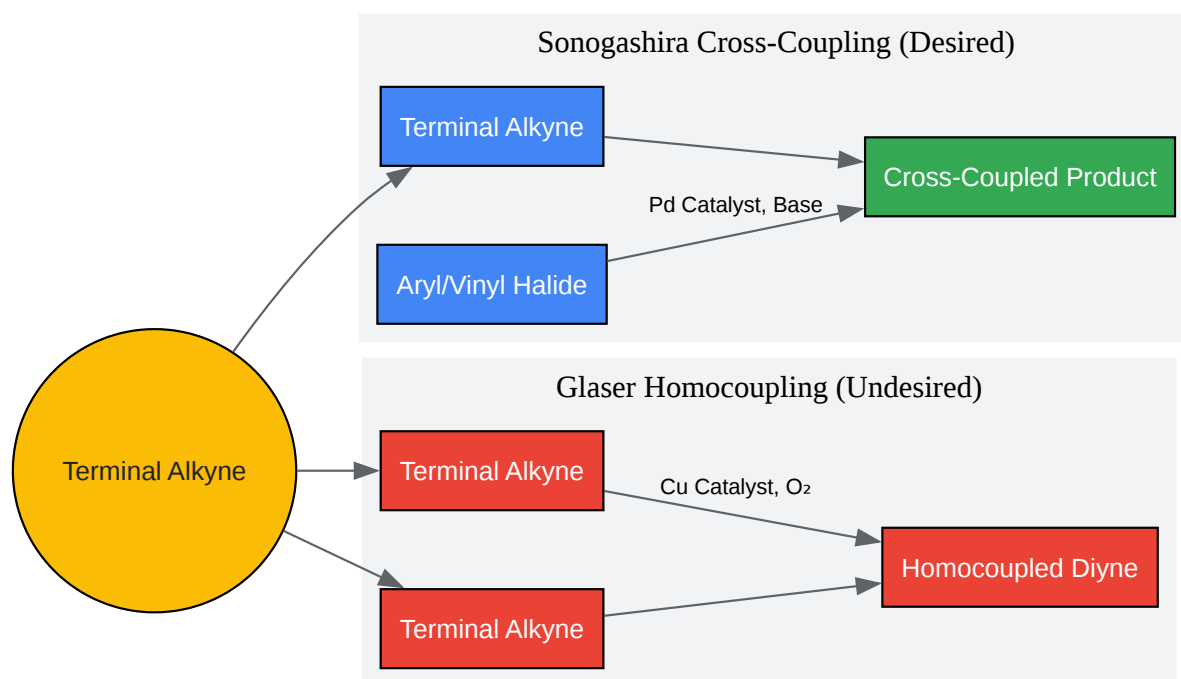 Sonogashira Cross-Coupling (Desired)
Terminal Alkyne
Cross-Coupled Product
Pd Catalyst, Base
Aryl/Vinyl Halide
Glaser Homocoupling (Undesired)
Terminal Alkyne
Terminal Alkyne
Cu Catalyst, O₂
Homocoupled Diyne
Terminal Alkyne